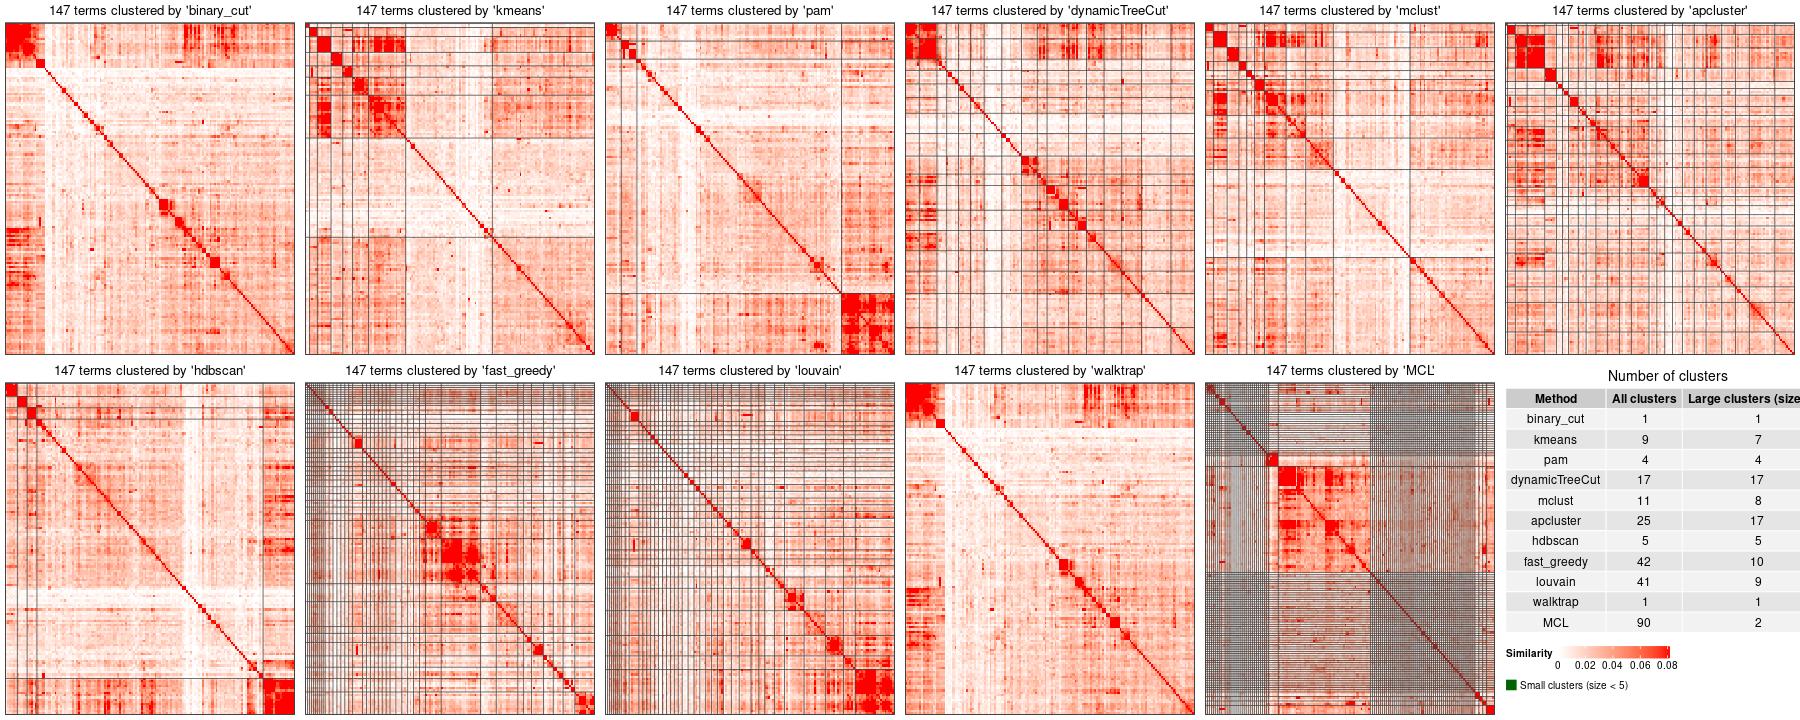 147 terms clustered by 'binary_cut'
147 terms clustered by 'kmeans'
147 terms clustered by 'pam'
147 terms clustered by 'dynamicTreeCut'
147 terms clustered by 'mclust'
147 terms clustered by 'apcluster'
147 terms clustered by 'hdbscan'
147 terms clustered by 'fast_greedy'
147 terms clustered by 'louvain'
147 terms clustered by 'walktrap'
147 terms clustered by 'MCL'
Number of clusters
Method All clusters Large clusters (size
binary_cut 1 1
kmeans 9 7
pam 4 4
dynamicTreeCut 17 17
mclust 11 8
apcluster 25 17
hdbscan 5 5
fast_greedy 42 10
louvain 41 9
walktrap 1 1
MCL 90 2
Similarity
0 0.02 0.04 0.06 0.08
Small clusters (size < 5)